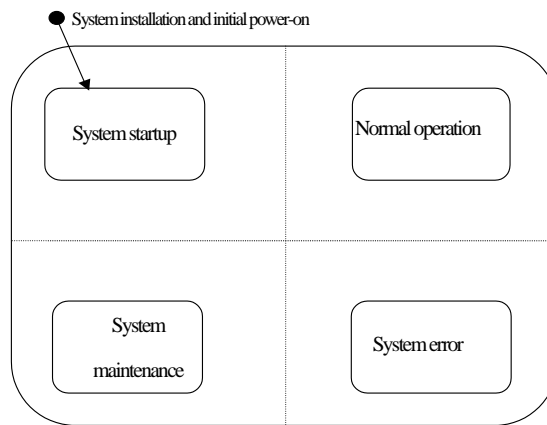 System installation and initial power-on
System startup
Normal operation
System
maintenance
System error